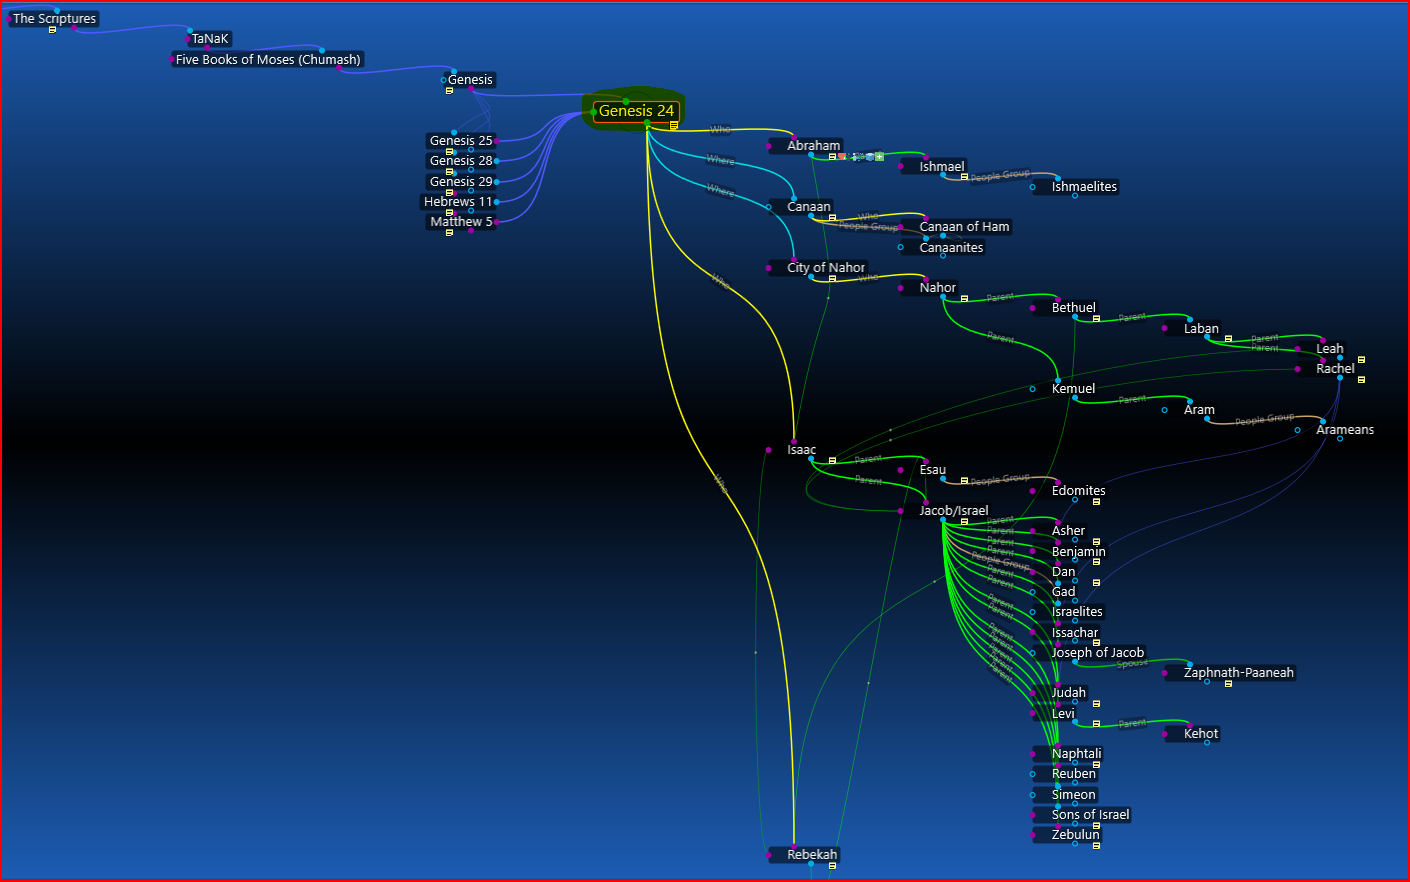 The Scriptures
TaNaK
Five Books of Moses (Chumash)
Genesis
Genesis 24
Genesis 25
Genesis 28
Genesis 29
Hebrews 11
Matthew 5
Who
Abraham
Ishmael
People Group
Ishmaelites
Where
Where
Canaan
Who
People Group
Canaan of Ham
Canaanites
City of Nahor
Who
Nahor
Parent
Bethuel
Parent
Laban
Parent
Parent
Leah
Rachel
Parent
Kemuel
Parent
Aram
People Group
Arameans
Who
Isaac
Parent
Esau
People Group
Edomites
Parent
Jacob/Israel
Parent
Asher
Parent
Parent
Benjamin
Parent
People Group
Dan
Parent
Parent
Gad
Parent
Parent
Israelites
Parent
Parent
Issachar
Parent
Parent
Parent
Joseph of Jacob
Spouse
Zaphnath-Paaneah
Judah
Levi
Parent
Kehot
Naphtali
Reuben
Simeon
Sons of Israel
Zebulun
Who
Rebekah